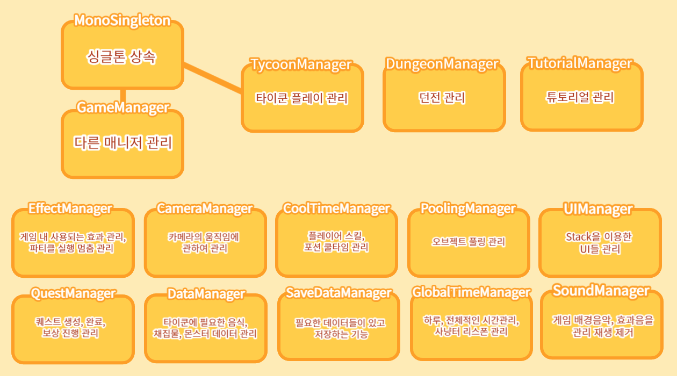 MonoSingleton
싱글톤 상속
GameManager
다른 매니저 관리
TycoonManager
타이쿤 플레이 관리
DungeonManager
던전 관리
TutorialManager
튜토리얼 관리
EffectManager
게임 내 사용되는 효과 관리,
파티클 실행 멈춤 관리
CameraManager
카메라의 움직임에
관하여 관리
CoolTimeManager
플레이어 스킬,
포션 쿨타임 관리
PoolingManager
오브젝트 풀링 관리
UIManager
Stack을 이용한
UI들 관리
QuestManager
퀘스트 생성, 완료,
보상 진행 관리
DataManager
타이쿤에 필요한 음식,
채집물, 몬스터 데이터 관리
SaveDataManager
필요한 데이터들이 있고
저장하는 기능
GlobalTimeManager
하루, 전체적인 시간관리,
사냥터 리스폰 관리
SoundManager
게임 배경음악, 효과음을
관리 재생 제거